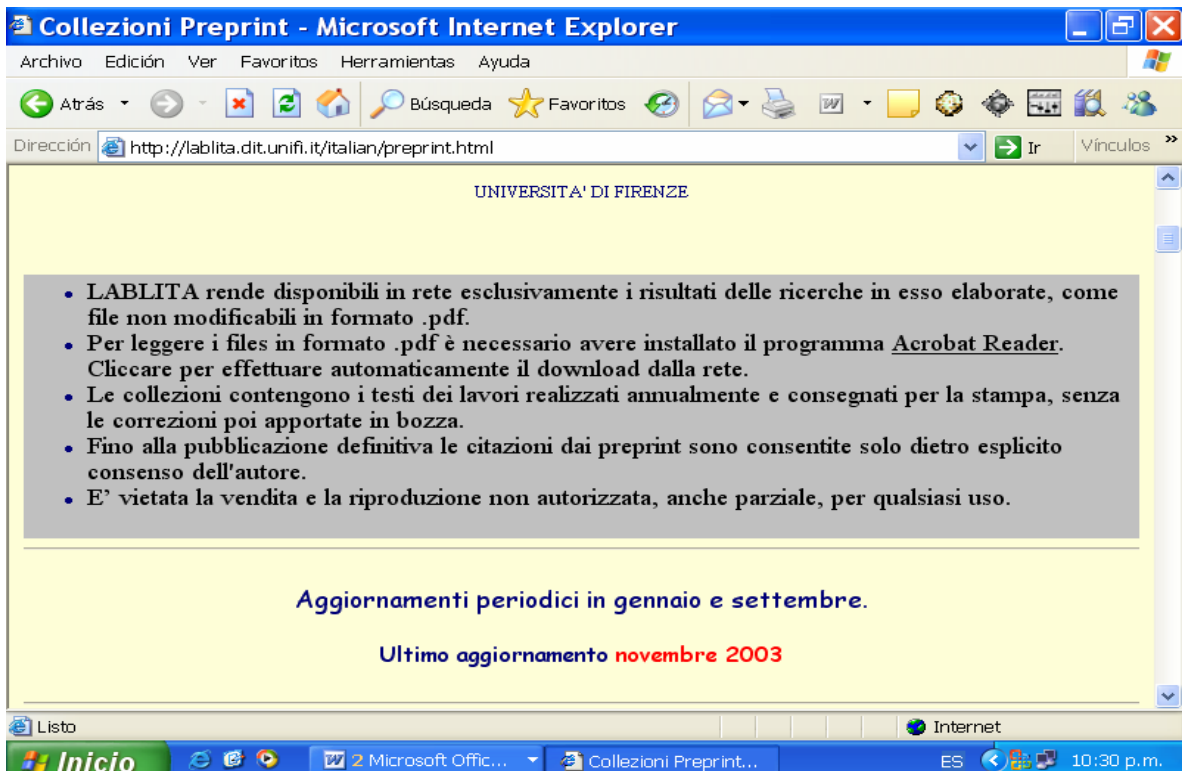 Collezioni Preprint - Microsoft Internet Explorer
Archivo Edición Ver Favoritos Herramientas Ayuda
Atrás Búsqueda Favoritos
Dirección http://lablita.dit.unifi.it/italian/preprint.html Ir Vínculos »
UNIVERSITA' DI FIRENZE
• LABLITA rende disponibili in rete esclusivamente i risultati delle ricerche in esso elaborate, come
file non modificabili in formato .pdf.
• Per leggere i files in formato .pdf è necessario avere installato il programma Acrobat Reader.
Cliccare per effettuare automaticamente il download dalla rete.
• Le collezioni contengono i testi dei lavori realizzati annualmente e consegnati per la stampa, senza
le correzioni poi apportate in bozza.
• Fino alla pubblicazione definitiva le citazioni dai preprint sono consentite solo dietro esplicito
consenso dell'autore.
• E' vietata la vendita e la riproduzione non autorizzata, anche parziale, per qualsiasi uso.
Aggiornamenti periodici in gennaio e settembre.
Ultimo aggiornamento novembre 2003
Listo Internet
Inicio 2 Microsoft Offic... Collezioni Preprint... ES 10:30 p.m.